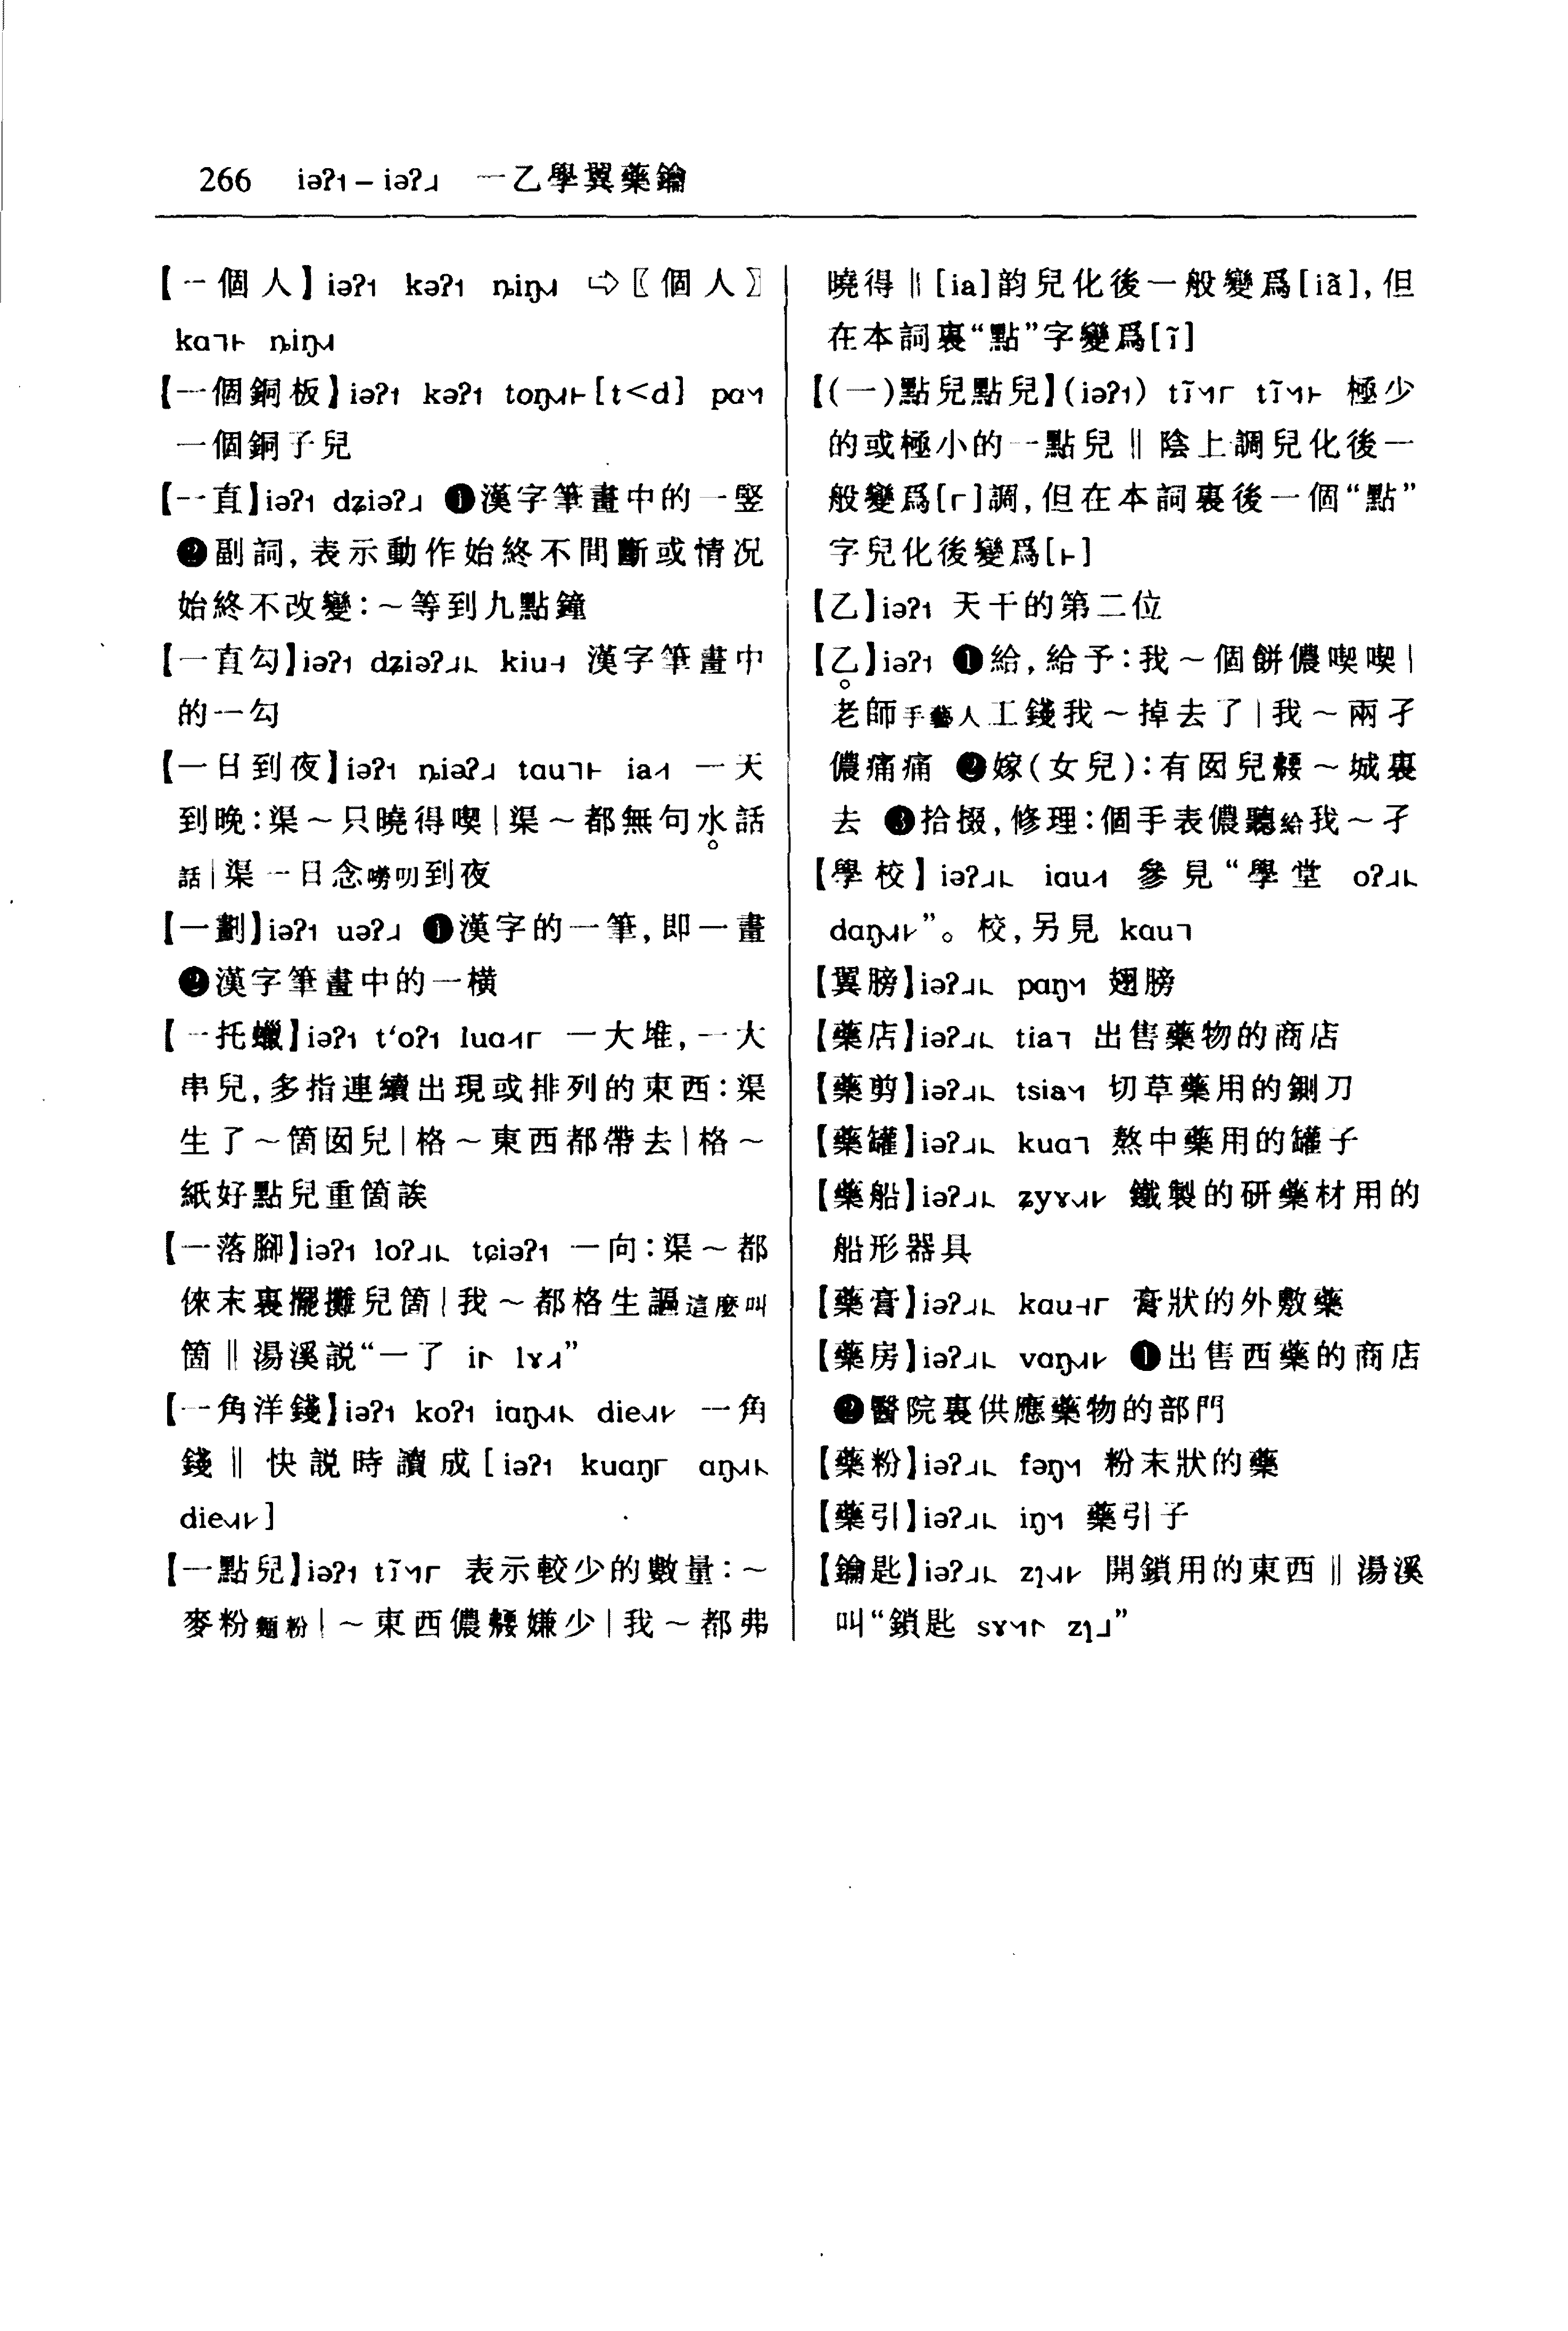 266 iəʔ˦ – iəʔ˩ 一乙學翼藥鑰
【一個人】iəʔ˦ kəʔ˦ ȵiŋ ⇨〖個人〗
kɑ ȵiŋ
【一個銅板】iəʔ˦ kəʔ˦ toŋ [t<d] pɑ
一個銅子兒
【一直】iəʔ˦ dʑiəʔ˩ ❶漢字筆畫中的一竪
❷副詞,表示動作始終不間斷或情况
始終不改變:～等到九點鐘
【一直勾】iəʔ˦ dʑiəʔ kiu 漢字筆畫中
的一勾
【一日到夜】iəʔ˦ ȵiəʔ˩ tɑu ia 一天
到晚:渠～只曉得喫|渠～都無句水話
話|渠一日念嘮叨到夜
【一劃】iəʔ˦ uəʔ˩ ❶漢字的一筆,即一畫
❷漢字筆畫中的一橫
【一托蠟】iəʔ˦ tʻoʔ˦ luɑ 一大堆,一大
串兒,多指連續出現或排列的東西:渠
生了～箇囡兒|格～東西都帶去|格～
紙好點兒重箇誒
【一落腳】iəʔ˦ loʔ tɕiəʔ˦ 一向:渠～都
倈末裏擺攤兒箇|我～都格生謳這麽叫
箇‖湯溪説“一了 i lɤ”
【一角洋錢】iəʔ˦ koʔ˦ iɑŋ die 一角
錢‖快説時讀成[iəʔ˦ kuɑŋ ɑŋ
die]
【一點兒】iəʔ˦ tĩ 表示較少的數量:～
麥粉麵粉|～東西儂覅嫌少|我～都弗
曉得‖[ia]韵兒化後一般變爲[iã],但
在本詞裏“點”字變爲[ĩ]
【(一)點兒點兒】(iəʔ˦) tĩ tĩ 極少
的或極小的一點兒‖陰上調兒化後一
般變爲[┌]調,但在本詞裏後一個“點”
字兒化後變爲[⊦]
【乙】iəʔ˦ 天干的第二位
【乙】iəʔ˦ ❶給,給予:我～個餅儂喫喫|
老師手藝人工錢我～掉去了|我～兩孑
儂痛痛 ❷嫁(女兒):有囡兒覅～城裏
去 ❸拾掇,修理:個手表儂聽給我～孑
【學校】iəʔ iɑu 參見“學堂 oʔ
dɑŋ”。校,另見 kɑu
【翼膀】iəʔ pɑŋ 翅膀
【藥店】iəʔ tia 出售藥物的商店
【藥剪】iəʔ tsia 切草藥用的鍘刀
【藥罐】iəʔ kuɑ 熬中藥用的罐子
【藥船】iəʔ ʑyɤ 鐵製的研藥材用的
船形器具
【藥膏】iəʔ kɑu 膏狀的外敷藥
【藥房】iəʔ vɑŋ ❶出售西藥的商店
❷醫院裏供應藥物的部門
【藥粉】iəʔ fəŋ 粉末狀的藥
【藥引】iəʔ iŋ 藥引子
【鑰匙】iəʔ zɿ 開鎖用的東西‖湯溪
叫“鎖匙 sɤ zɿ˩”